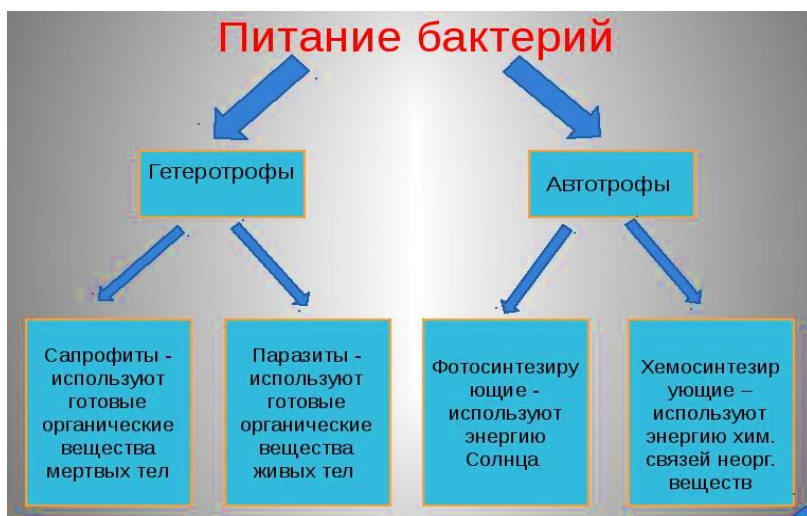 Питание бактерий
Гетеротрофы
Автотрофы
Сапрофиты -
используют
готовые
органические
вещества
мертвых тел
Паразиты -
используют
готовые
органические
вещества
живых тел
Фотосинтезиру
ющие -
используют
энергию
Солнца
Хемосинтезир
ующие –
используют
энергию хим.
связей неорг.
веществ